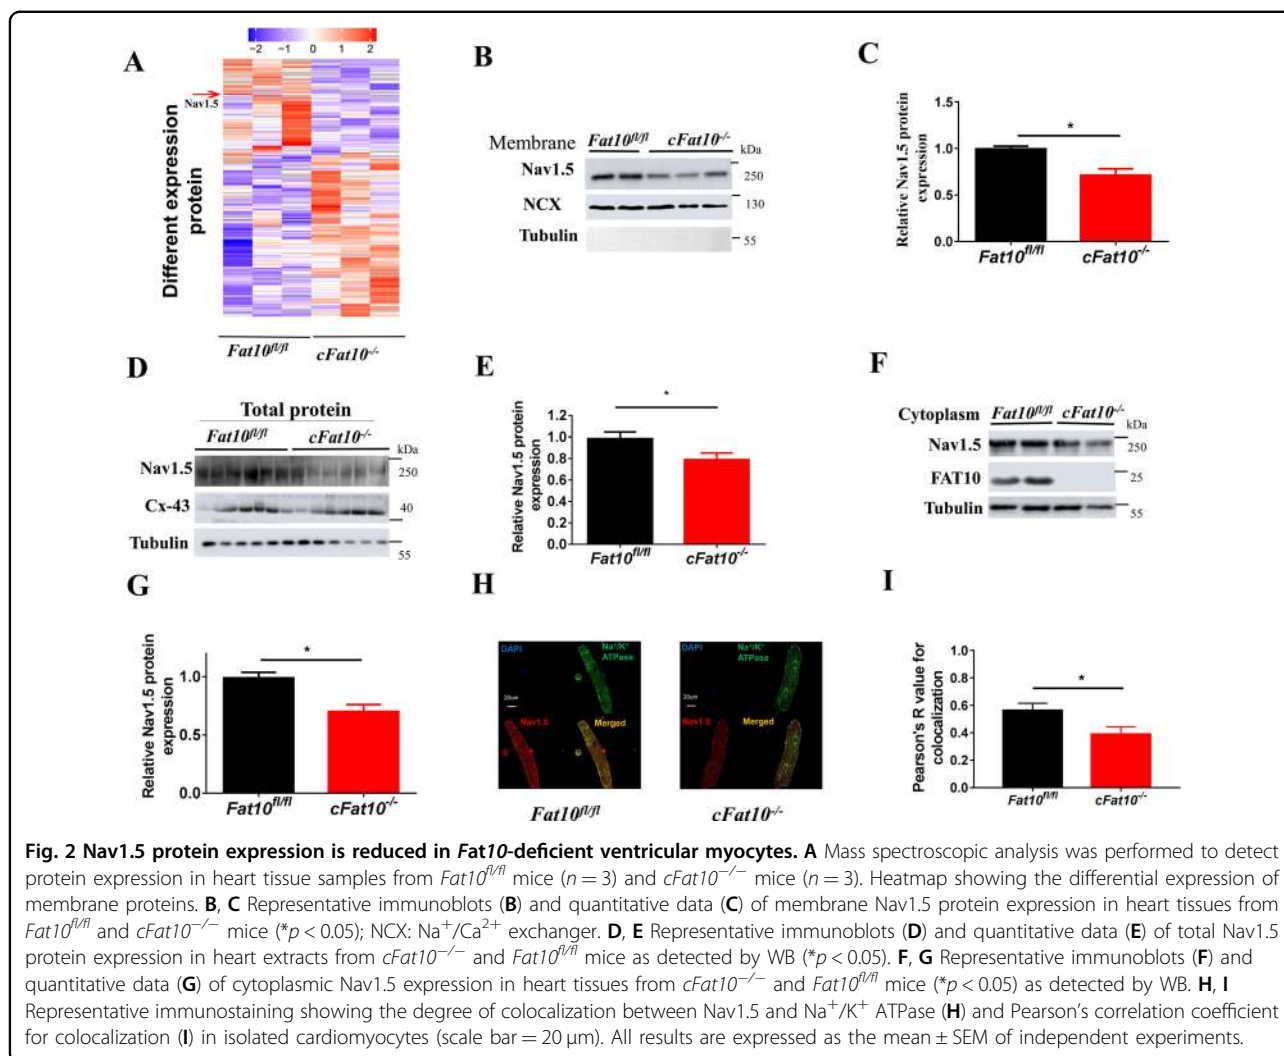 A
−2 −1 0 1 2
Nav1.5
Different expression
protein
Fat10fl/fl cFat10-/-
B
Membrane Fat10fl/fl cFat10-/-
kDa
Nav1.5 250
NCX 130
Tubulin 55
C
Relative Nav1.5 protein
expression
1.5
1.0
0.5
0.0
*
Fat10fl/fl cFat10-/-
D
Total protein
Fat10fl/fl cFat10-/-
kDa
Nav1.5 250
Cx-43 40
Tubulin
55
E
Relative Nav1.5 protein
expression
1.2
1.0
0.8
0.6
0.4
0.2
0.0
*
Fat10fl/fl cFat10-/-
F
Cytoplasm Fat10fl/fl cFat10-/-
kDa
Nav1.5 250
FAT10 25
Tubulin 55
G
Relative Nav1.5 protein
expression
1.0
0.5
0.0
*
Fat10fl/fl cFat10-/-
H
DAPI Na+/K+
ATPase
20um
Nav1.5 Merged
Fat10fl/fl
DAPI Na+/K+
ATPase
20um
Nav1.5 Merged
cFat10-/-
I
Pearson's R value for
colocalization
1.0
0.8
0.6
0.4
0.2
0.0
*
Fat10fl/fl cFat10-/-
Fig. 2 Nav1.5 protein expression is reduced in Fat10-deficient ventricular myocytes. A Mass spectroscopic analysis was performed to detect
protein expression in heart tissue samples from Fat10fl/fl mice (n = 3) and cFat10−/− mice (n = 3). Heatmap showing the differential expression of
membrane proteins. B, C Representative immunoblots (B) and quantitative data (C) of membrane Nav1.5 protein expression in heart tissues from
Fat10fl/fl and cFat10−/− mice (*p < 0.05); NCX: Na+/Ca2+ exchanger. D, E Representative immunoblots (D) and quantitative data (E) of total Nav1.5
protein expression in heart extracts from cFat10−/− and Fat10fl/fl mice as detected by WB (*p < 0.05). F, G Representative immunoblots (F) and
quantitative data (G) of cytoplasmic Nav1.5 expression in heart tissues from cFat10−/− and Fat10fl/fl mice (*p < 0.05) as detected by WB. H, I
Representative immunostaining showing the degree of colocalization between Nav1.5 and Na+/K+ ATPase (H) and Pearson's correlation coefficient
for colocalization (I) in isolated cardiomyocytes (scale bar = 20 μm). All results are expressed as the mean ± SEM of independent experiments.